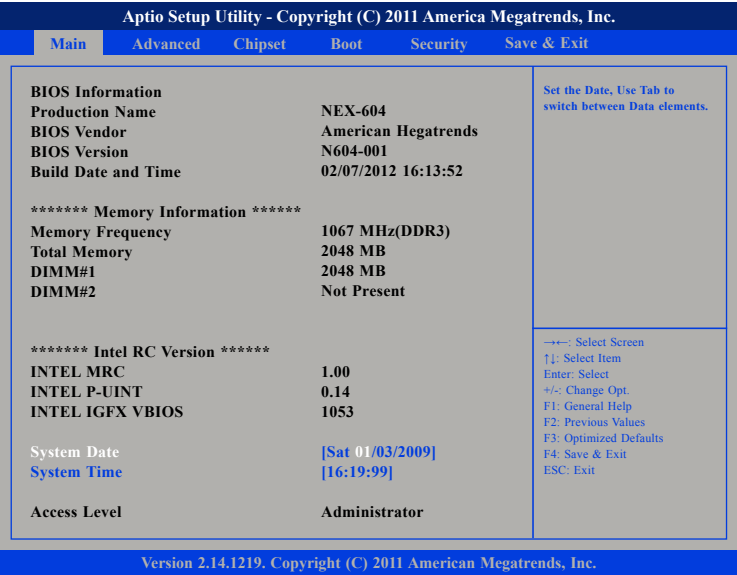 Aptio Setup Utility - Copyright (C) 2011 America Megatrends, Inc.
Main Advanced Chipset Boot Security Save & Exit
BIOS Information
Production Name NEX-604
BIOS Vendor American Hegatrends
BIOS Version N604-001
Build Date and Time 02/07/2012 16:13:52
******* Memory Information ******
Memory Frequency 1067 MHz(DDR3)
Total Memory 2048 MB
DIMM#1 2048 MB
DIMM#2 Not Present
******* Intel RC Version ******
INTEL MRC 1.00
INTEL P-UINT 0.14
INTEL IGFX VBIOS 1053
System Date [Sat 01/03/2009]
System Time [16:19:99]
Access Level Administrator
Set the Date, Use Tab to
switch between Data elements.
→←: Select Screen
↑↓: Select Item
Enter: Select
+/-: Change Opt.
F1: General Help
F2: Previous Values
F3: Optimized Defaults
F4: Save & Exit
ESC: Exit
Version 2.14.1219. Copyright (C) 2011 American Megatrends, Inc.